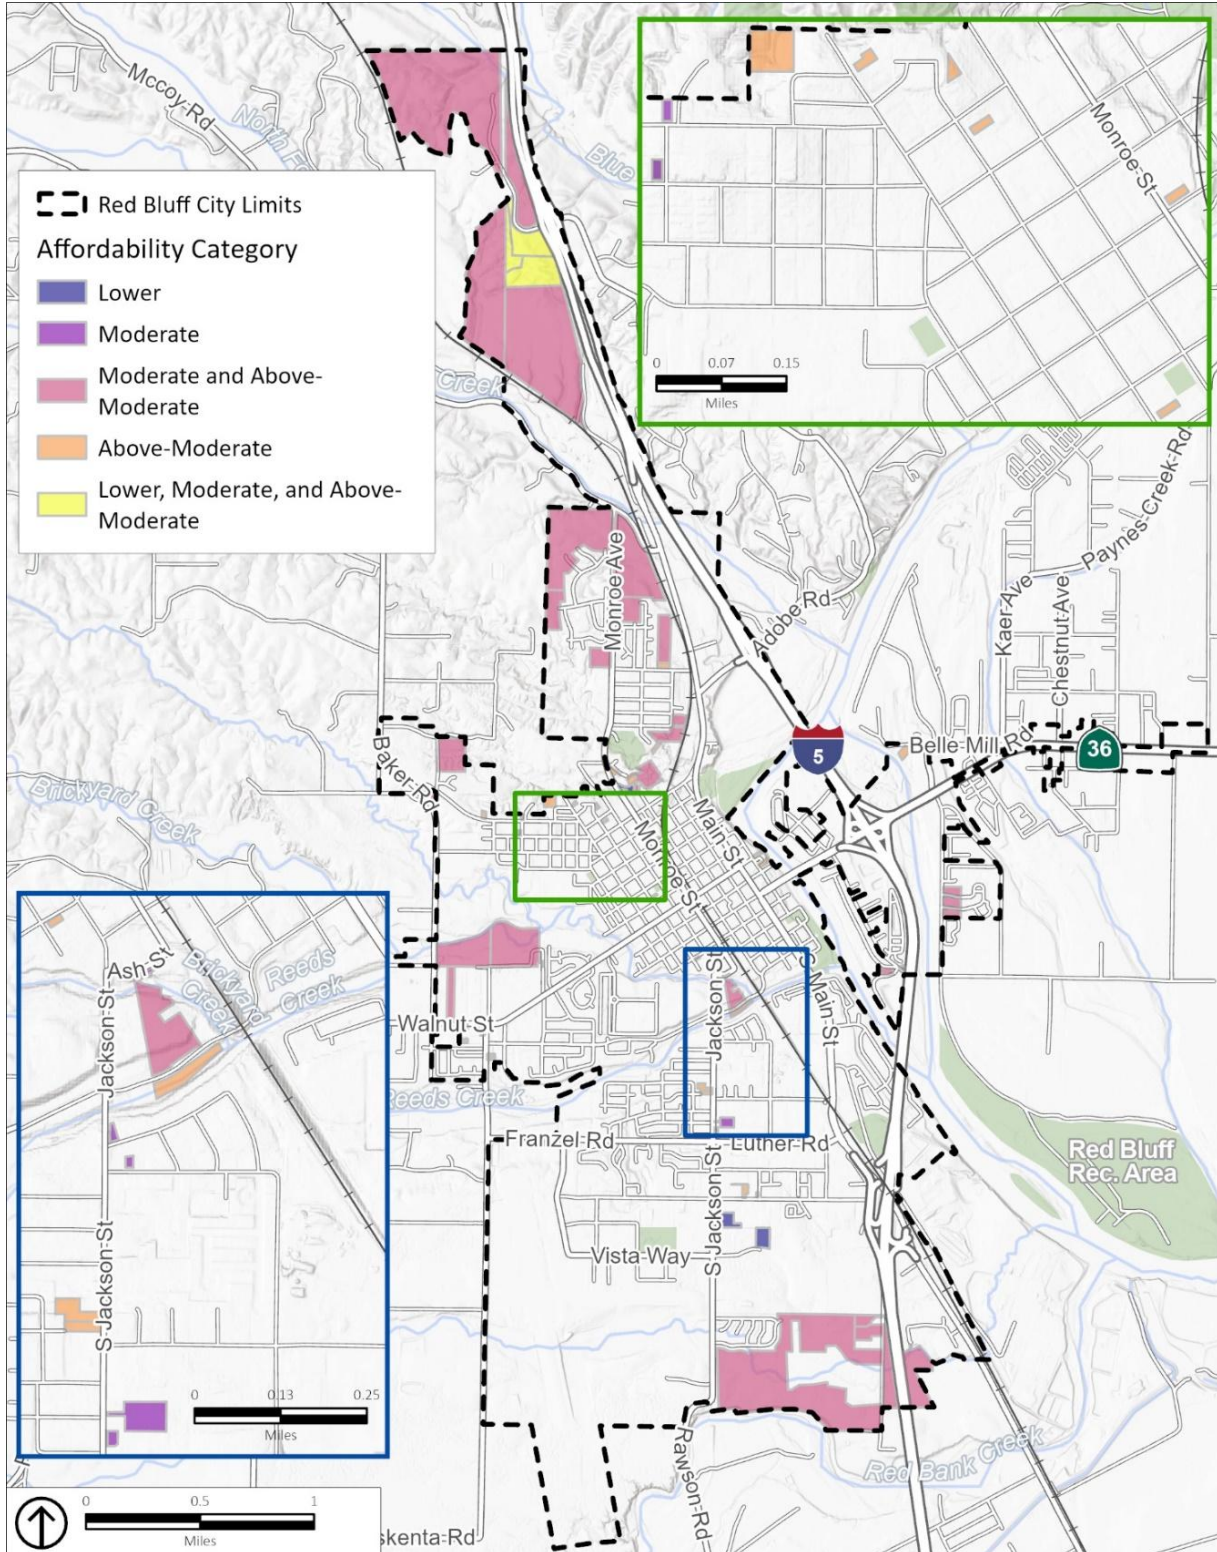 Mccoy Rd
North Fo
Blue
Monroe St
0 0.07 0.15
Miles
Red Bluff City Limits
Affordability Category
Lower
Moderate
Moderate and Above-
Moderate
Above-Moderate
Lower, Moderate, and Above-
Moderate
Creek
Paynes Creek Rd
Monroe Ave
Adobe Rd
Kaer Ave
Chestnut Ave
5
Belle Mill Rd
36
Baker Rd
Brickyard Creek
Main St
Monroe St
Ash St
Brickyard
Creek
Reeds
Creek
Jackson St
S Jackson St
0 0.13 0.25
Miles
Walnut St
Reeds Creek
Jackson St
S Main St
Franzel Rd
Luther Rd
Red Bluff
Rec. Area
S Jackson St
Vista Way
Rawson Rd
Red Bank Creek
0 0.5 1
Miles
skenta Rd